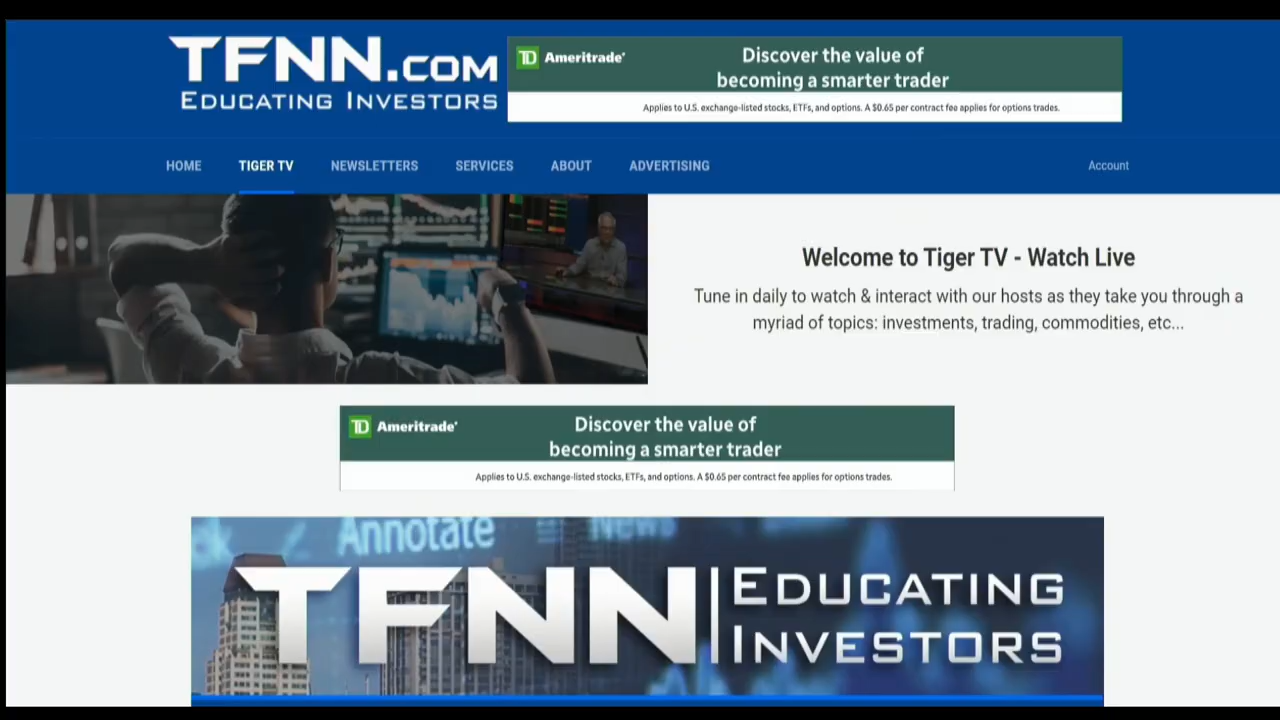 TFNN.COM
EDUCATING INVESTORS
TD Ameritrade
Discover the value of
becoming a smarter trader
Applies to U.S. exchange-listed stocks, ETFs, and options. A $0.65 per contract fee applies for options trades.
HOME TIGER TV NEWSLETTERS SERVICES ABOUT ADVERTISING Account
Welcome to Tiger TV - Watch Live
Tune in daily to watch & interact with our hosts as they take you through a
myriad of topics: investments, trading, commodities, etc...
TD Ameritrade
Discover the value of
becoming a smarter trader
Applies to U.S. exchange-listed stocks, ETFs, and options. A $0.65 per contract fee applies for options trades.
Annotate News
TFNN
EDUCATING
INVESTORS